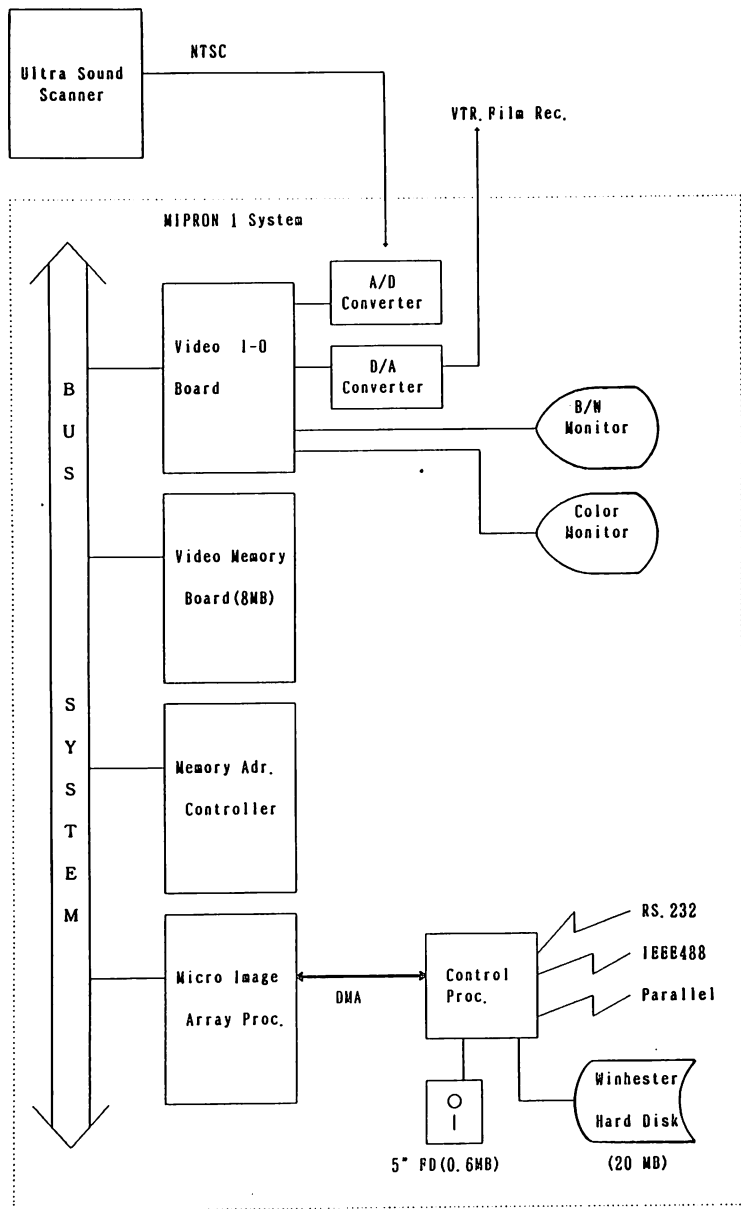 NTSC
Ultra Sound
Scanner
VTR. Film Rec.
MIPRON 1 System
A/D
Converter
Video I-O
Board
D/A
Converter
B/W
Monitor
Color
Monitor
BUS
Video Memory
Board(8MB)
SYSTEM
Memory Adr.
Controller
Micro Image
Array Proc.
DMA
Control
Proc.
RS.232
IEEE488
Parallel
Winhester
Hard Disk
5" FD(0.6MB)
(20 MB)